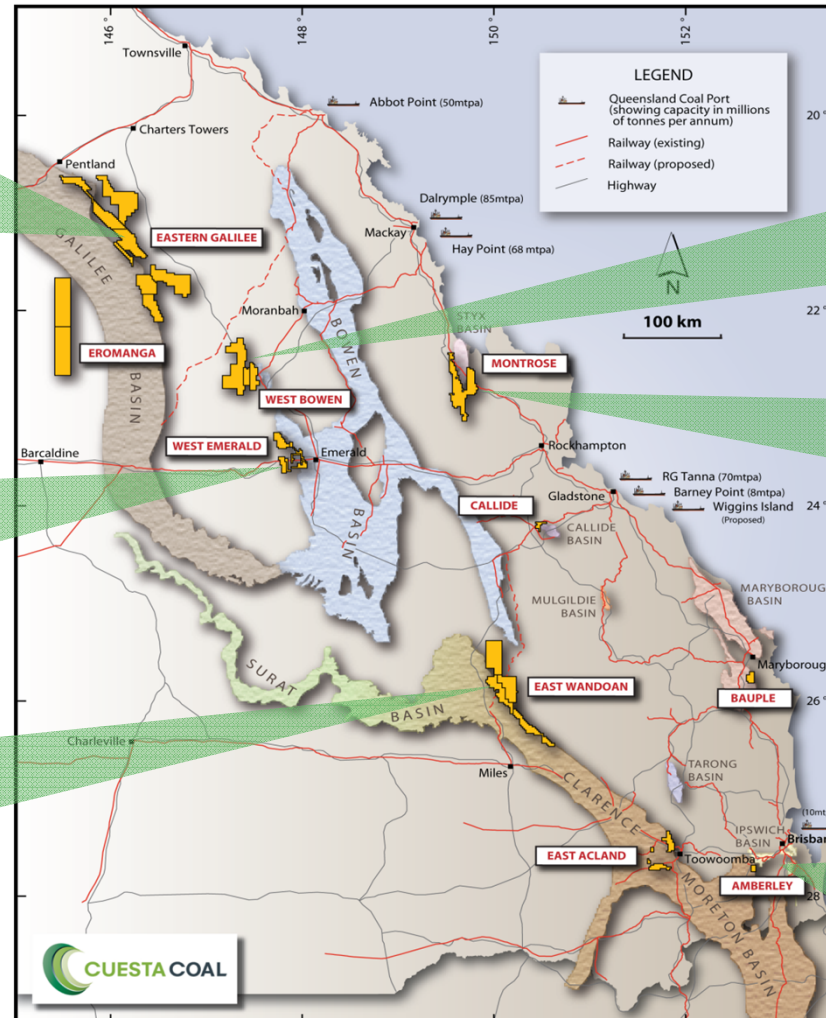 146 °
148 °
150 °
152 °
Townsville
Abbot Point (50mtpa)
Charters Towers
Pentland
20 °
LEGEND
Queensland Coal Port
(showing capacity in millions
of tonnes per annum)
Railway (existing)
Railway (proposed)
Highway
Dalrymple (85mtpa)
Mackay
Hay Point (68 mtpa)
EASTERN GALILEE
GALILEE
BASIN
N
100 km
22 °
Moranbah
BOWEN
BASIN
STYX
BASIN
EROMANGA
MONTROSE
WEST BOWEN
WEST EMERALD
Barcaldine
Emerald
Rockhampton
RG Tanna (70mtpa)
Barney Point (8mtpa)
Wiggins Island
(Proposed)
Gladstone
24 °
CALLIDE
CALLIDE
BASIN
MULGILDIE
BASIN
MARYBOROUG
BASIN
Maryboroug
SURAT
BASIN
EAST WANDOAN
BAUPLE
26 °
Charleville
Miles
TARONG
BASIN
CLARENCE
MORETON BASIN
(10mt
IPSWICH
BASIN
Brisban
EAST ACLAND
Toowoomba
AMBERLEY
28 °
CUESTA COAL